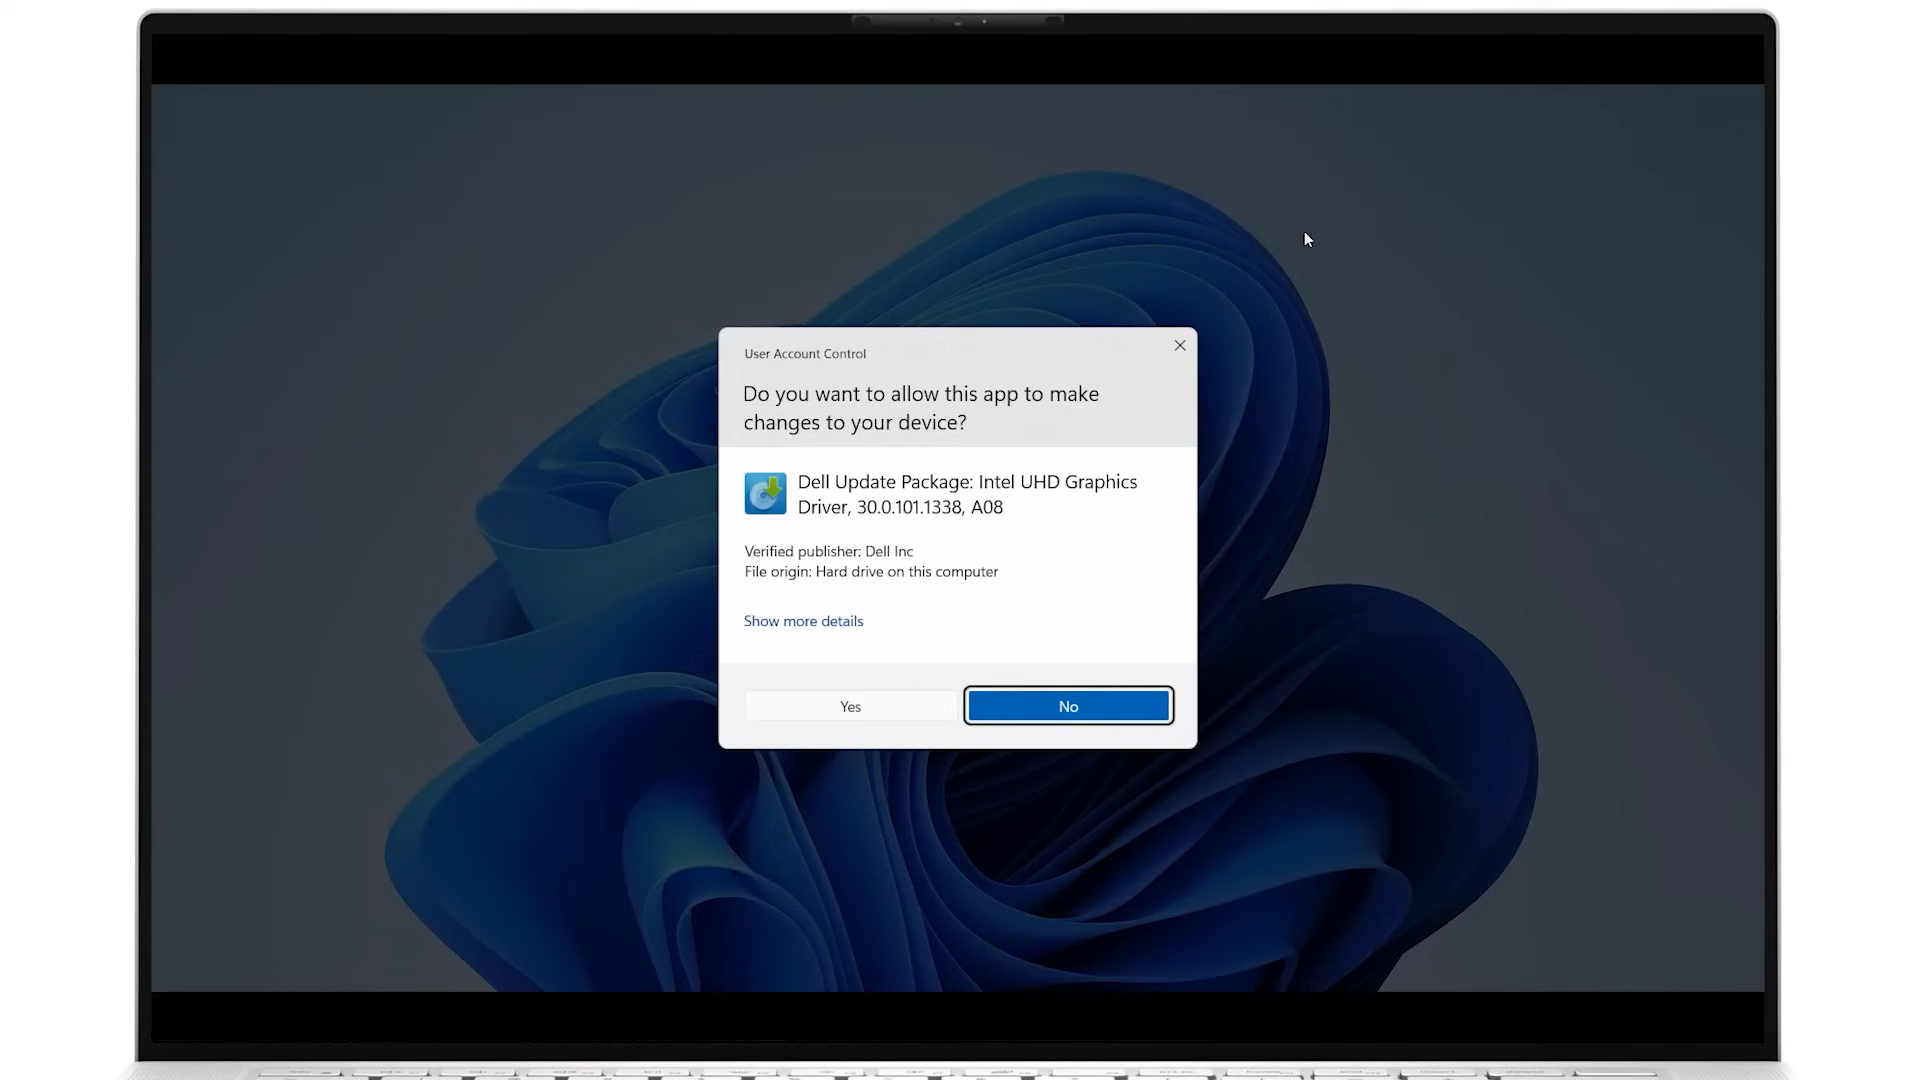 User Account Control
Do you want to allow this app to make
changes to your device?
Dell Update Package: Intel UHD Graphics
Driver, 30.0.101.1338, A08
Verified publisher: Dell Inc
File origin: Hard drive on this computer
Show more details
Yes
No